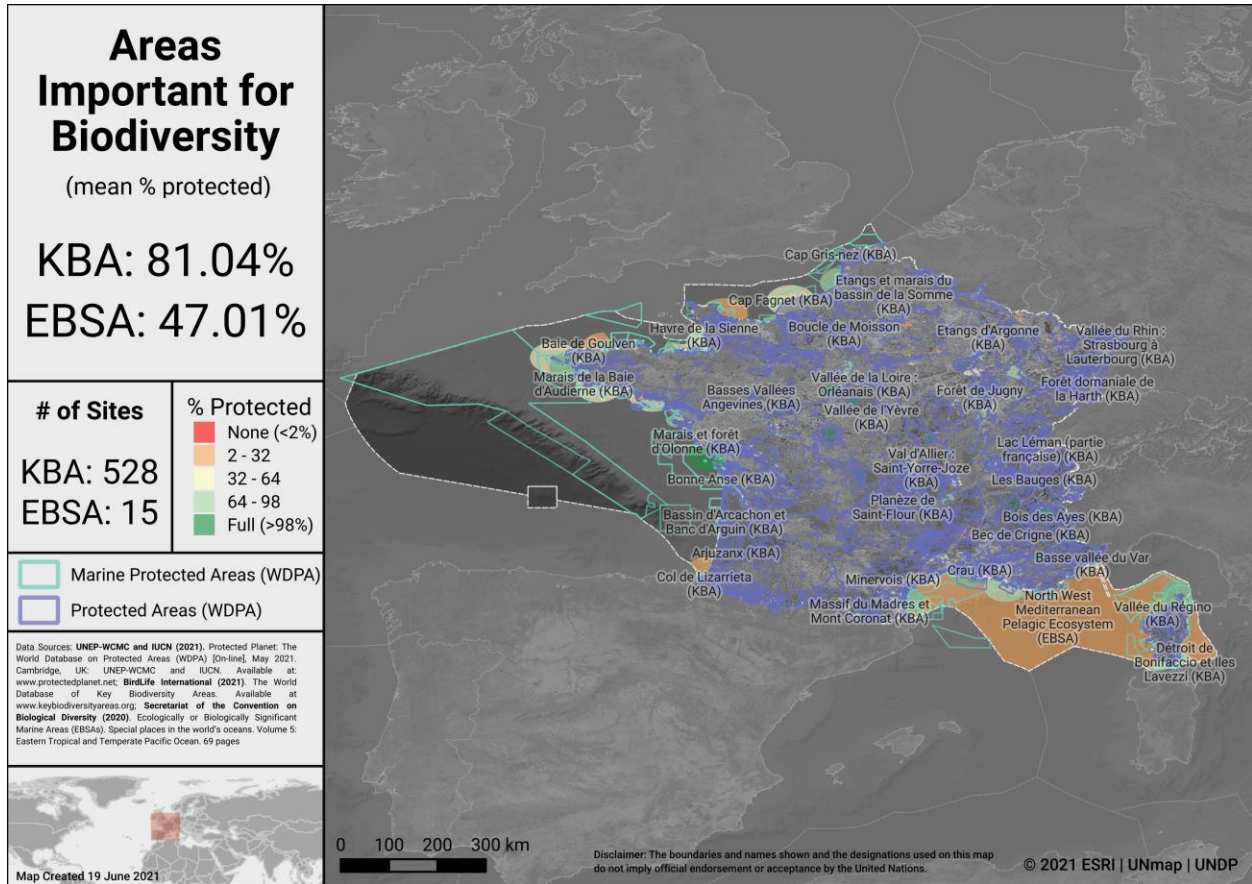 Areas
Important for
Biodiversity
(mean % protected)
KBA: 81.04%
EBSA: 47.01%
# of Sites
KBA: 528
EBSA: 15
% Protected
None (<2%)
2 - 32
32 - 64
64 - 98
Full (>98%)
Marine Protected Areas (WDPA)
Protected Areas (WDPA)
Data Sources: UNEP-WCMC and IUCN (2021). Protected Planet: The
World Database on Protected Areas (WDPA) [On-line], May 2021.
Cambridge, UK: UNEP-WCMC and IUCN. Available at:
www.protectedplanet.net; BirdLife International (2021). The World
Database of Key Biodiversity Areas. Available at
www.keybiodiversityareas.org; Secretariat of the Convention on
Biological Diversity (2020). Ecologically or Biologically Significant
Marine Areas (EBSAs). Special places in the world's oceans. Volume 5:
Eastern Tropical and Temperate Pacific Ocean. 69 pages
Map Created 19 June 2021
Cap Gris-nez (KBA)
Etangs et marais du
bassin de la Somme
(KBA)
Cap Fagnet (KBA)
Havre de la Sienne
(KBA)
Boucle de Moisson
(KBA)
Etangs d'Argonne
(KBA)
Vallée du Rhin :
Strasbourg à
Lauterbourg (KBA)
Baie de Goulven
(KBA)
Marais de la Baie
d'Audierne (KBA)
Basses Vallées
Angevines (KBA)
Vallée de la Loire :
Orléanais (KBA)
Vallée de l'Yèvre
(KBA)
Forêt de Jugny
(KBA)
Forêt domaniale de
la Harth (KBA)
Marais et forêt
d'Olonne (KBA)
Bonne Anse (KBA)
Val d'Allier :
Saint-Yorre-Joze
(KBA)
Lac Léman (partie
française) (KBA)
Les Bauges (KBA)
Planèze de
Saint-Flour (KBA)
Bassin d'Arcachon et
Banc d'Arguin (KBA)
Bois des Ayes (KBA)
Bec de Crigne (KBA)
Arjuzanx (KBA)
Col de Lizarrieta
(KBA)
Minervois (KBA)
Crau (KBA)
Basse vallée du Var
(KBA)
Massif du Madres et
Mont Coronat (KBA)
North West
Mediterranean
Pelagic Ecosystem
(EBSA)
Vallée du Régino
(KBA)
Détroit de
Bonifaccio et Iles
Lavezzi (KBA)
0 100 200 300 km
Disclaimer: The boundaries and names shown and the designations used on this map
do not imply official endorsement or acceptance by the United Nations.
© 2021 ESRI | UNmap | UNDP